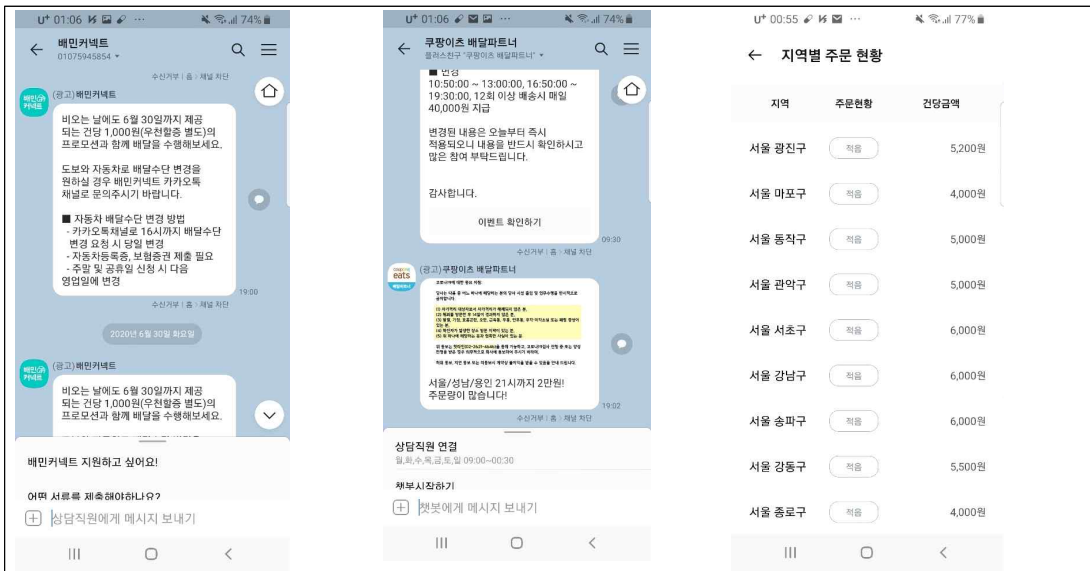 U+ 01:06 ··· 74%
배민커넥트
01075945854
수신거부 | 홈 | 채널 차단
(광고)배민커넥트
배민 커넥트
비오는 날에도 6월 30일까지 제공
되는 건당 1,000원(우천할증 별도)의
프로모션과 함께 배달을 수행해보세요.
도보와 자동차로 배달수단 변경을
원하실 경우 배민커넥트 카카오톡
채널로 문의주시기 바랍니다.
■ 자동차 배달수단 변경 방법
- 카카오톡채널로 16시까지 배달수단
변경 요청 시 당일 변경
- 자동차등록증, 보험증권 제출 필요
- 주말 및 공휴일 신청 시 다음
영업일에 변경
19:00
수신거부 | 홈 | 채널 차단
2020년 6월 30일 화요일
(광고)배민커넥트
비오는 날에도 6월 30일까지 제공
되는 건당 1,000원(우천할증 별도)의
프로모션과 함께 배달을 수행해보세요.
배민커넥트 지원하고 싶어요!
어떤 서류를 제출해야하나요?
상담직원에게 메시지 보내기
U+ 01:06 ··· 74%
쿠팡이츠 배달파트너
플러스친구 "쿠팡이츠 배달파트너"
■ 변경
10:50:00 ~ 13:00:00, 16:50:00 ~
19:30:00, 12회 이상 배송시 매일
40,000원 지급
변경된 내용은 오늘부터 즉시
적용되오니 내용을 반드시 확인하시고
많은 참여 부탁드립니다.
감사합니다.
이벤트 확인하기
09:30
수신거부 | 홈 | 채널 차단
(광고)쿠팡이츠 배달파트너
eats
서울/성남/용인 21시까지 2만원!
주문량이 많습니다!
19:02
수신거부 | 홈 | 채널 차단
상담직원 연결
월,화,수,목,금,토,일 09:00~00:30
챗봇시작하기
챗봇에게 메시지 보내기
U+ 00:55 ··· 77%
지역별 주문 현황
지역 주문현황 건당금액
서울 광진구 적음 5,200원
서울 마포구 적음 4,000원
서울 동작구 적음 5,000원
서울 관악구 적음 5,000원
서울 서초구 적음 6,000원
서울 강남구 적음 6,000원
서울 송파구 적음 6,000원
서울 강동구 적음 5,500원
서울 종로구 적음 4,000원